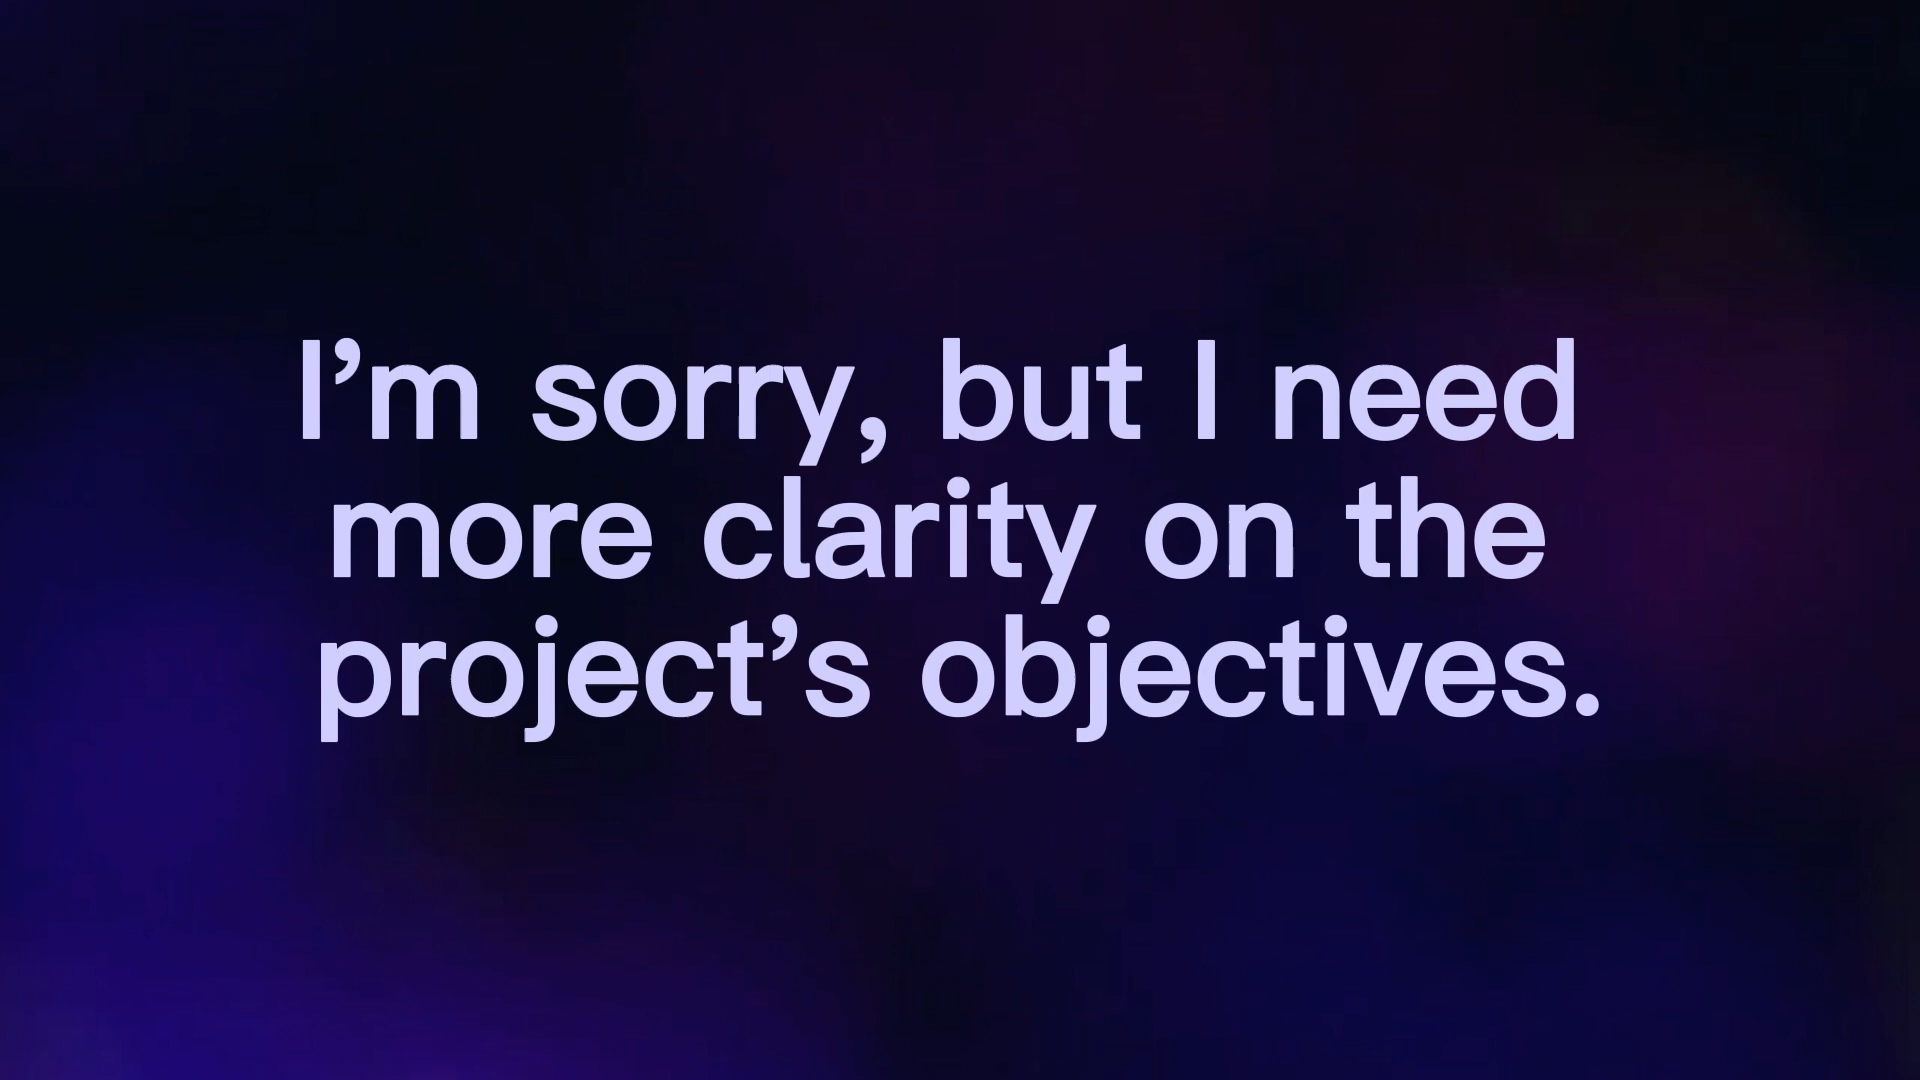 I’m sorry, but I need
more clarity on the
project’s objectives.